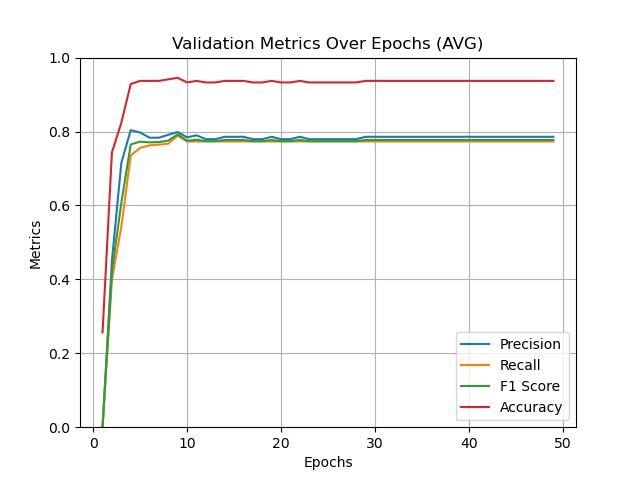 Validation Metrics Over Epochs (AVG)
1.0
0.8
0.6
0.4
0.2
0.0
Metrics
Precision
Recall
F1 Score
Accuracy
0 10 20 30 40 50
Epochs